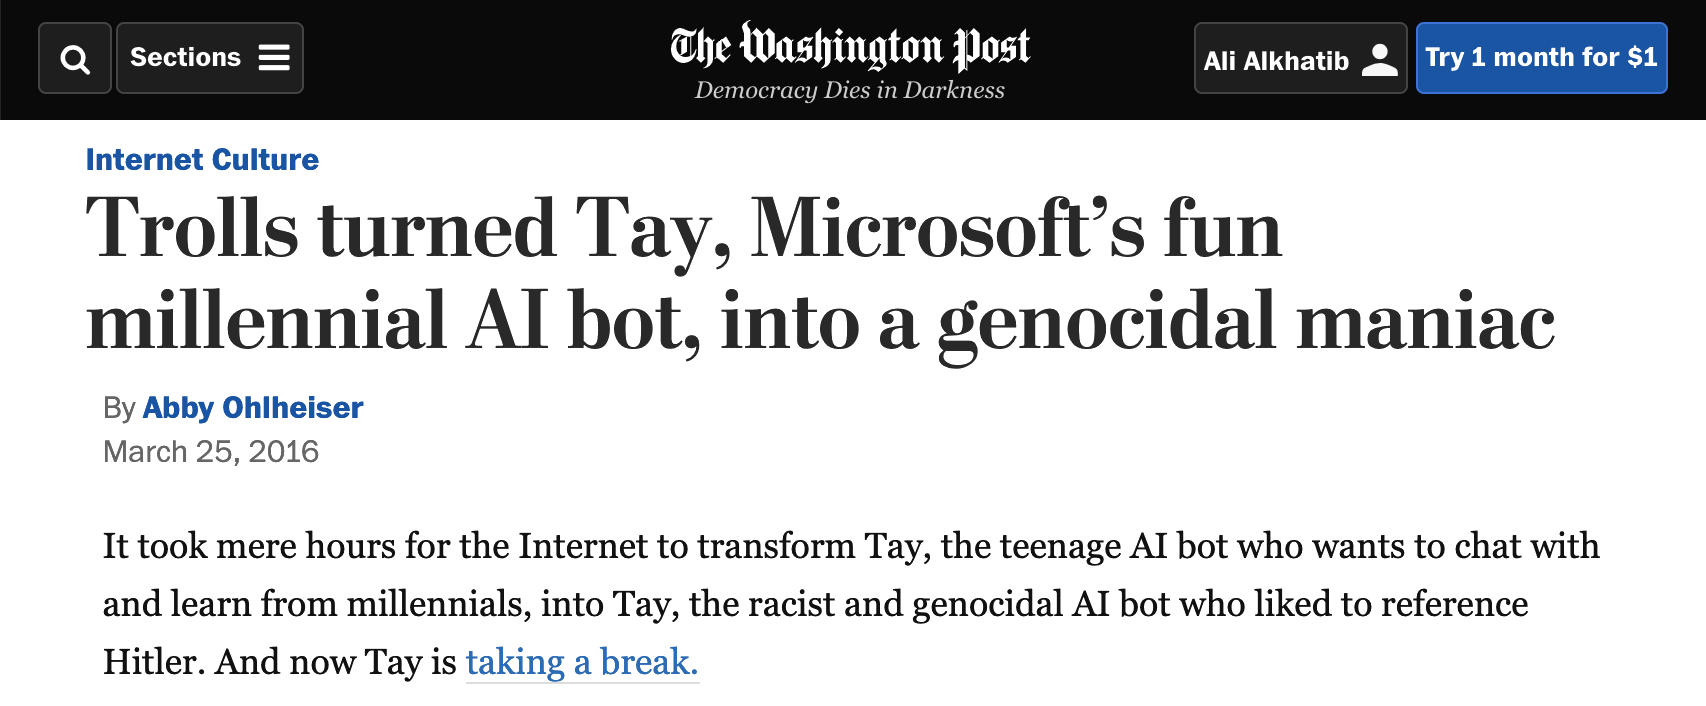 Sections
The Washington Post
Democracy Dies in Darkness
Ali Alkhatib
Try 1 month for $1
Internet Culture
Trolls turned Tay, Microsoft’s fun
millennial AI bot, into a genocidal maniac
By Abby Ohlheiser
March 25, 2016
It took mere hours for the Internet to transform Tay, the teenage AI bot who wants to chat with
and learn from millennials, into Tay, the racist and genocidal AI bot who liked to reference
Hitler. And now Tay is taking a break.